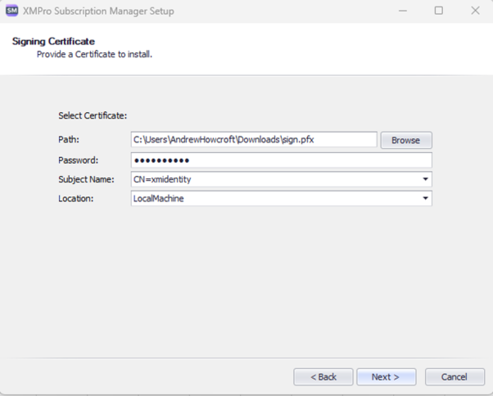 SM XMPro Subscription Manager Setup
Signing Certificate
Provide a Certificate to install.
Select Certificate:
Path: C:\Users\AndrewHowcroft\Downloads\sign.pfx Browse
Password: ●●●●●●●●●●
Subject Name: CN=xmidentity
Location: LocalMachine
< Back Next > Cancel